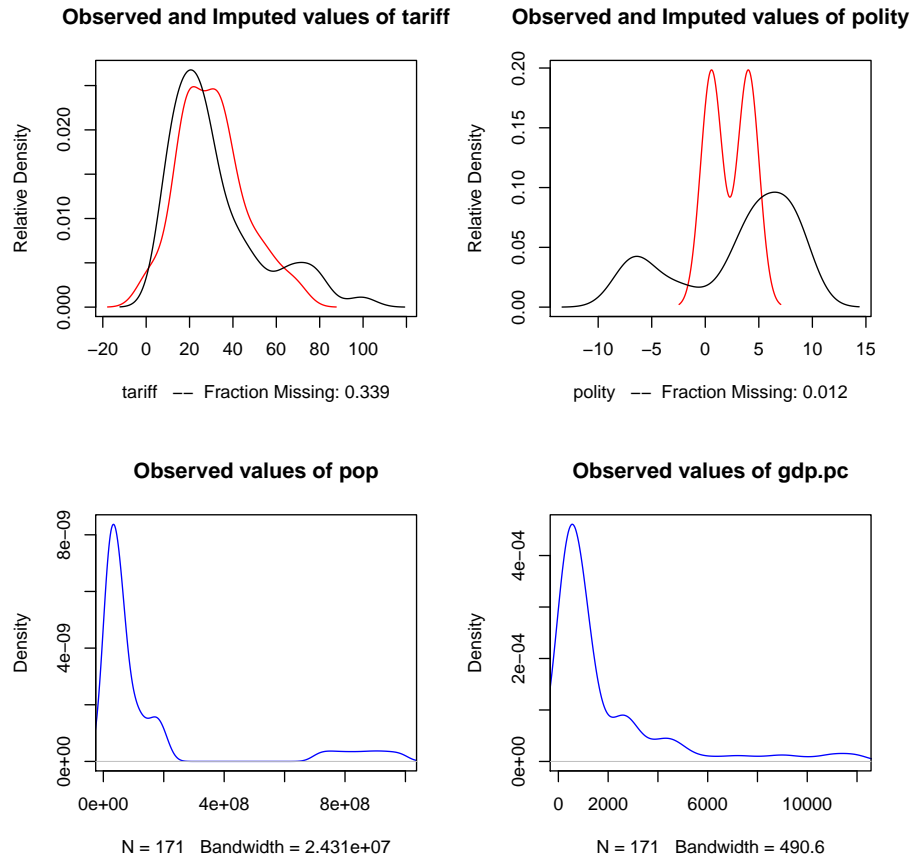 Observed and Imputed values of tariff
Relative Density
0.000 0.010 0.020
−20 0 20 40 60 80 100
tariff −− Fraction Missing: 0.339
Observed and Imputed values of polity
Relative Density
0.00 0.05 0.10 0.15 0.20
−10 −5 0 5 10 15
polity −− Fraction Missing: 0.012
Observed values of pop
Density
0e+00 4e−09 8e−09
0e+00 4e+08 8e+08
N = 171 Bandwidth = 2.431e+07
Observed values of gdp.pc
Density
0e+00 2e−04 4e−04
0 2000 6000 10000
N = 171 Bandwidth = 490.6